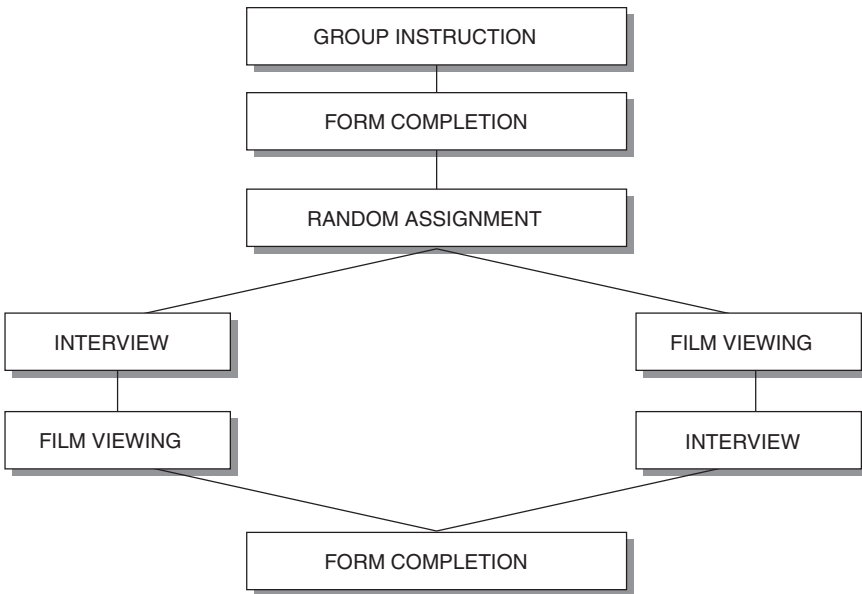 GROUP INSTRUCTION
FORM COMPLETION
RANDOM ASSIGNMENT
INTERVIEW
FILM VIEWING
FILM VIEWING
INTERVIEW
FORM COMPLETION